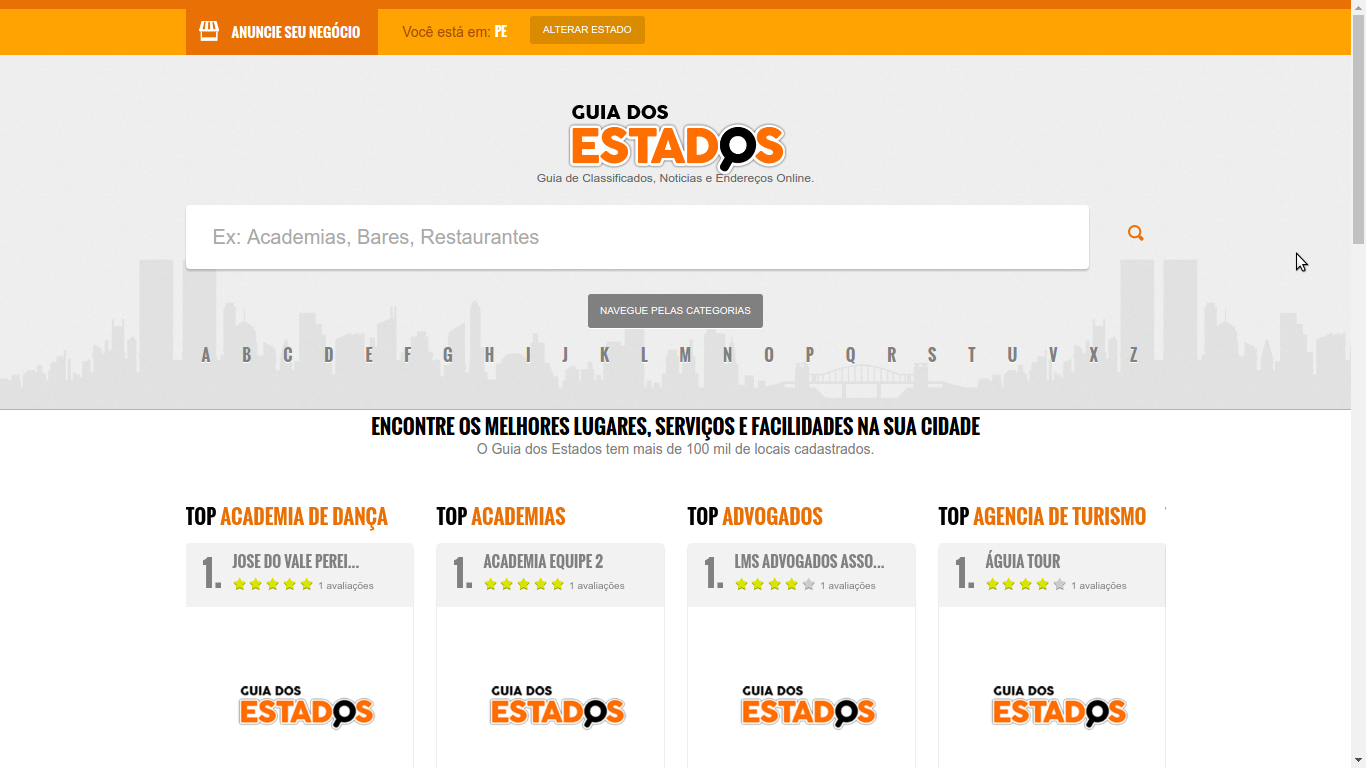 ANUNCIE SEU NEGÓCIO
Você está em: PE
ALTERAR ESTADO
GUIA DOS
ESTADOS
Guia de Classificados, Noticias e Endereços Online.
Ex: Academias, Bares, Restaurantes
NAVEGUE PELAS CATEGORIAS
A B C D E F G H I J K L M N O P Q R S T U V X Z
ENCONTRE OS MELHORES LUGARES, SERVIÇOS E FACILIDADES NA SUA CIDADE
O Guia dos Estados tem mais de 100 mil de locais cadastrados.
TOP ACADEMIA DE DANÇA
1. JOSE DO VALE PEREI...
1 avaliações
GUIA DOS
ESTADOS
TOP ACADEMIAS
1. ACADEMIA EQUIPE 2
1 avaliações
GUIA DOS
ESTADOS
TOP ADVOGADOS
1. LMS ADVOGADOS ASSO...
1 avaliações
GUIA DOS
ESTADOS
TOP AGENCIA DE TURISMO
1. ÁGUIA TOUR
1 avaliações
GUIA DOS
ESTADOS